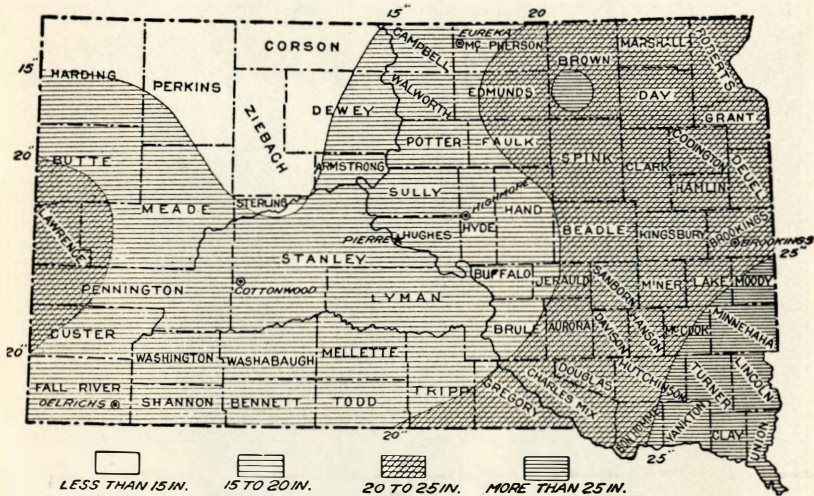 15" 20
CORSON
CAMPBELL
EUREKA
MC PHERSON
BROWN
MARSHALL
ROBERTS
15"
HARDING
PERKINS
ZIEBACH
DEWEY
WALWORTH
EDMUNDS
DAY
GRANT
20"
BUTTE
ARMSTRONG
POTTER
FAULK
SPINK
CLARK
CODINGTON
DEUEL
HAMLIN
LAWRENCE
MEADE
STERLING
SULLY
HIGHMORE
HYDE
HAND
BEADLE
KINGSBURY
BROOKINGS
BROOKINGS
25"
PIERRE
HUGHES
STANLEY
PENNINGTON
COTTONWOOD
LYMAN
BUFFALO
JERAULD
SANBORN
MINER
LAKE
MOODY
CUSTER
BRULE
AURORA
DAVISON
HANSON
McCOOK
MINNEHAHA
20"
WASHINGTON
WASHABAUGH
MELLETTE
FALL RIVER
OELRICHS
SHANNON
BENNETT
TODD
TRIPP
GREGORY
CHARLES MIX
DOUGLAS
HUTCHINSON
TURNER
LINCOLN
BON HOMME
YANKTON
CLAY
UNION
20"
25"
LESS THAN 15 IN. 15 TO 20 IN. 20 TO 25 IN. MORE THAN 25 IN.